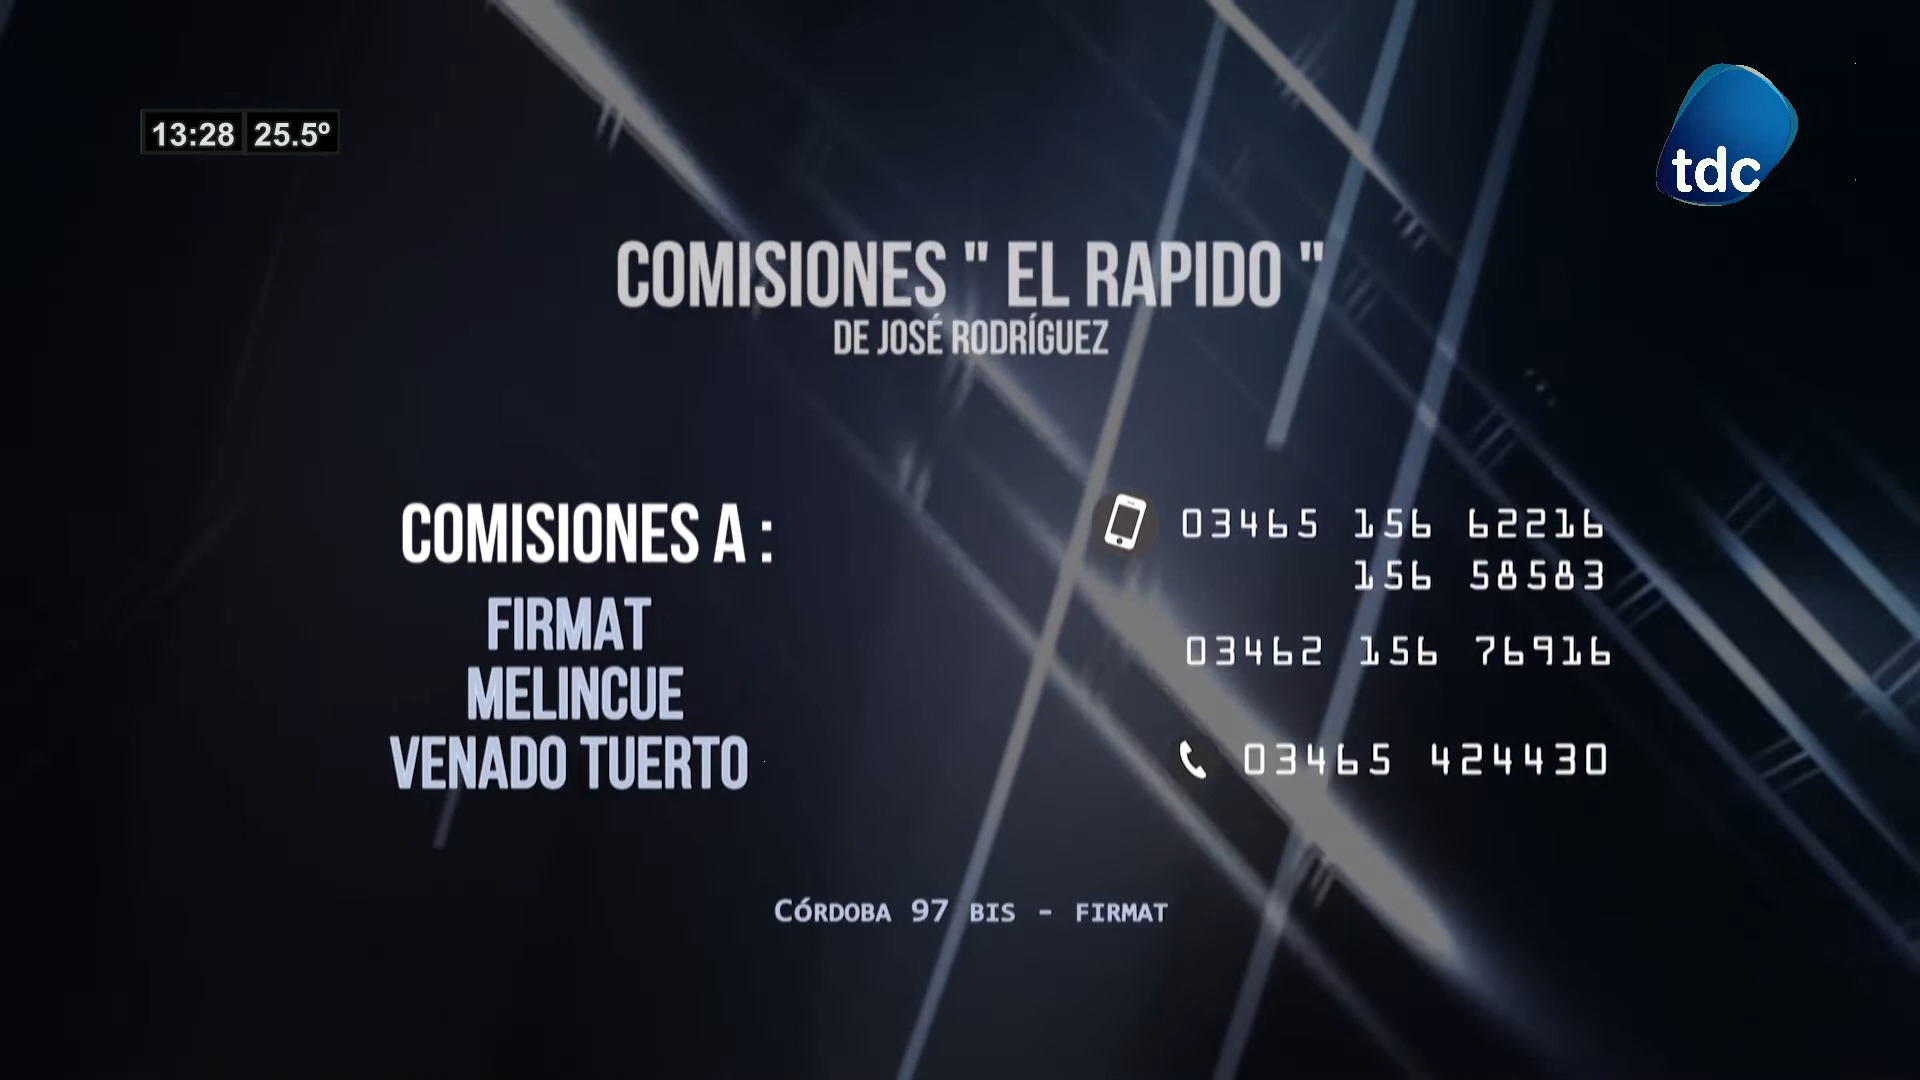 13:28 25.5º
tdc
COMISIONES " EL RAPIDO "
DE JOSÉ RODRÍGUEZ
COMISIONES A :
FIRMAT
MELINCUE
VENADO TUERTO
03465 156 62216
156 58583
03462 156 76916
03465 424430
CÓRDOBA 97 BIS - FIRMAT